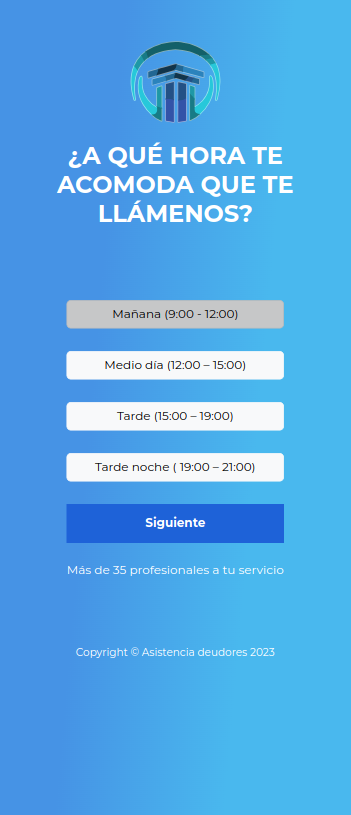 ¿A QUÉ HORA TE
ACOMODA QUE TE
LLÁMENOS?
Mañana (9:00 - 12:00)
Medio día (12:00 – 15:00)
Tarde (15:00 – 19:00)
Tarde noche ( 19:00 – 21:00)
Siguiente
Más de 35 profesionales a tu servicio
Copyright © Asistencia deudores 2023